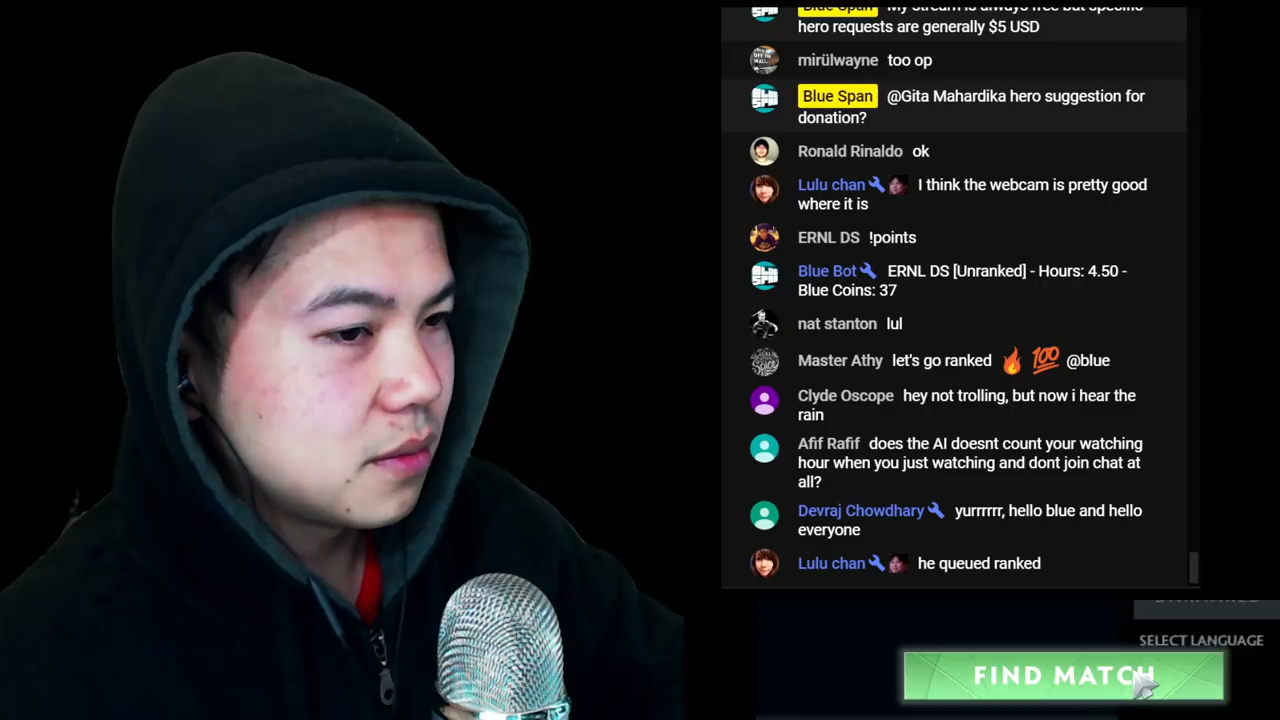 Blue Span My stream is always free but specific
hero requests are generally $5 USD
mirülwayne too op
Blue Span @Gita Mahardika hero suggestion for
donation?
Ronald Rinaldo ok
Lulu chan I think the webcam is pretty good
where it is
ERNL DS !points
Blue Bot ERNL DS [Unranked] - Hours: 4.50 -
Blue Coins: 37
nat stanton lul
Master Athy let's go ranked 🔥 💯 @blue
Clyde Oscope hey not trolling, but now i hear the
rain
Afif Rafif does the AI doesnt count your watching
hour when you just watching and dont join chat at
all?
Devraj Chowdhary yurrrrrr, hello blue and hello
everyone
Lulu chan he queued ranked
SELECT LANGUAGE
FIND MATCH